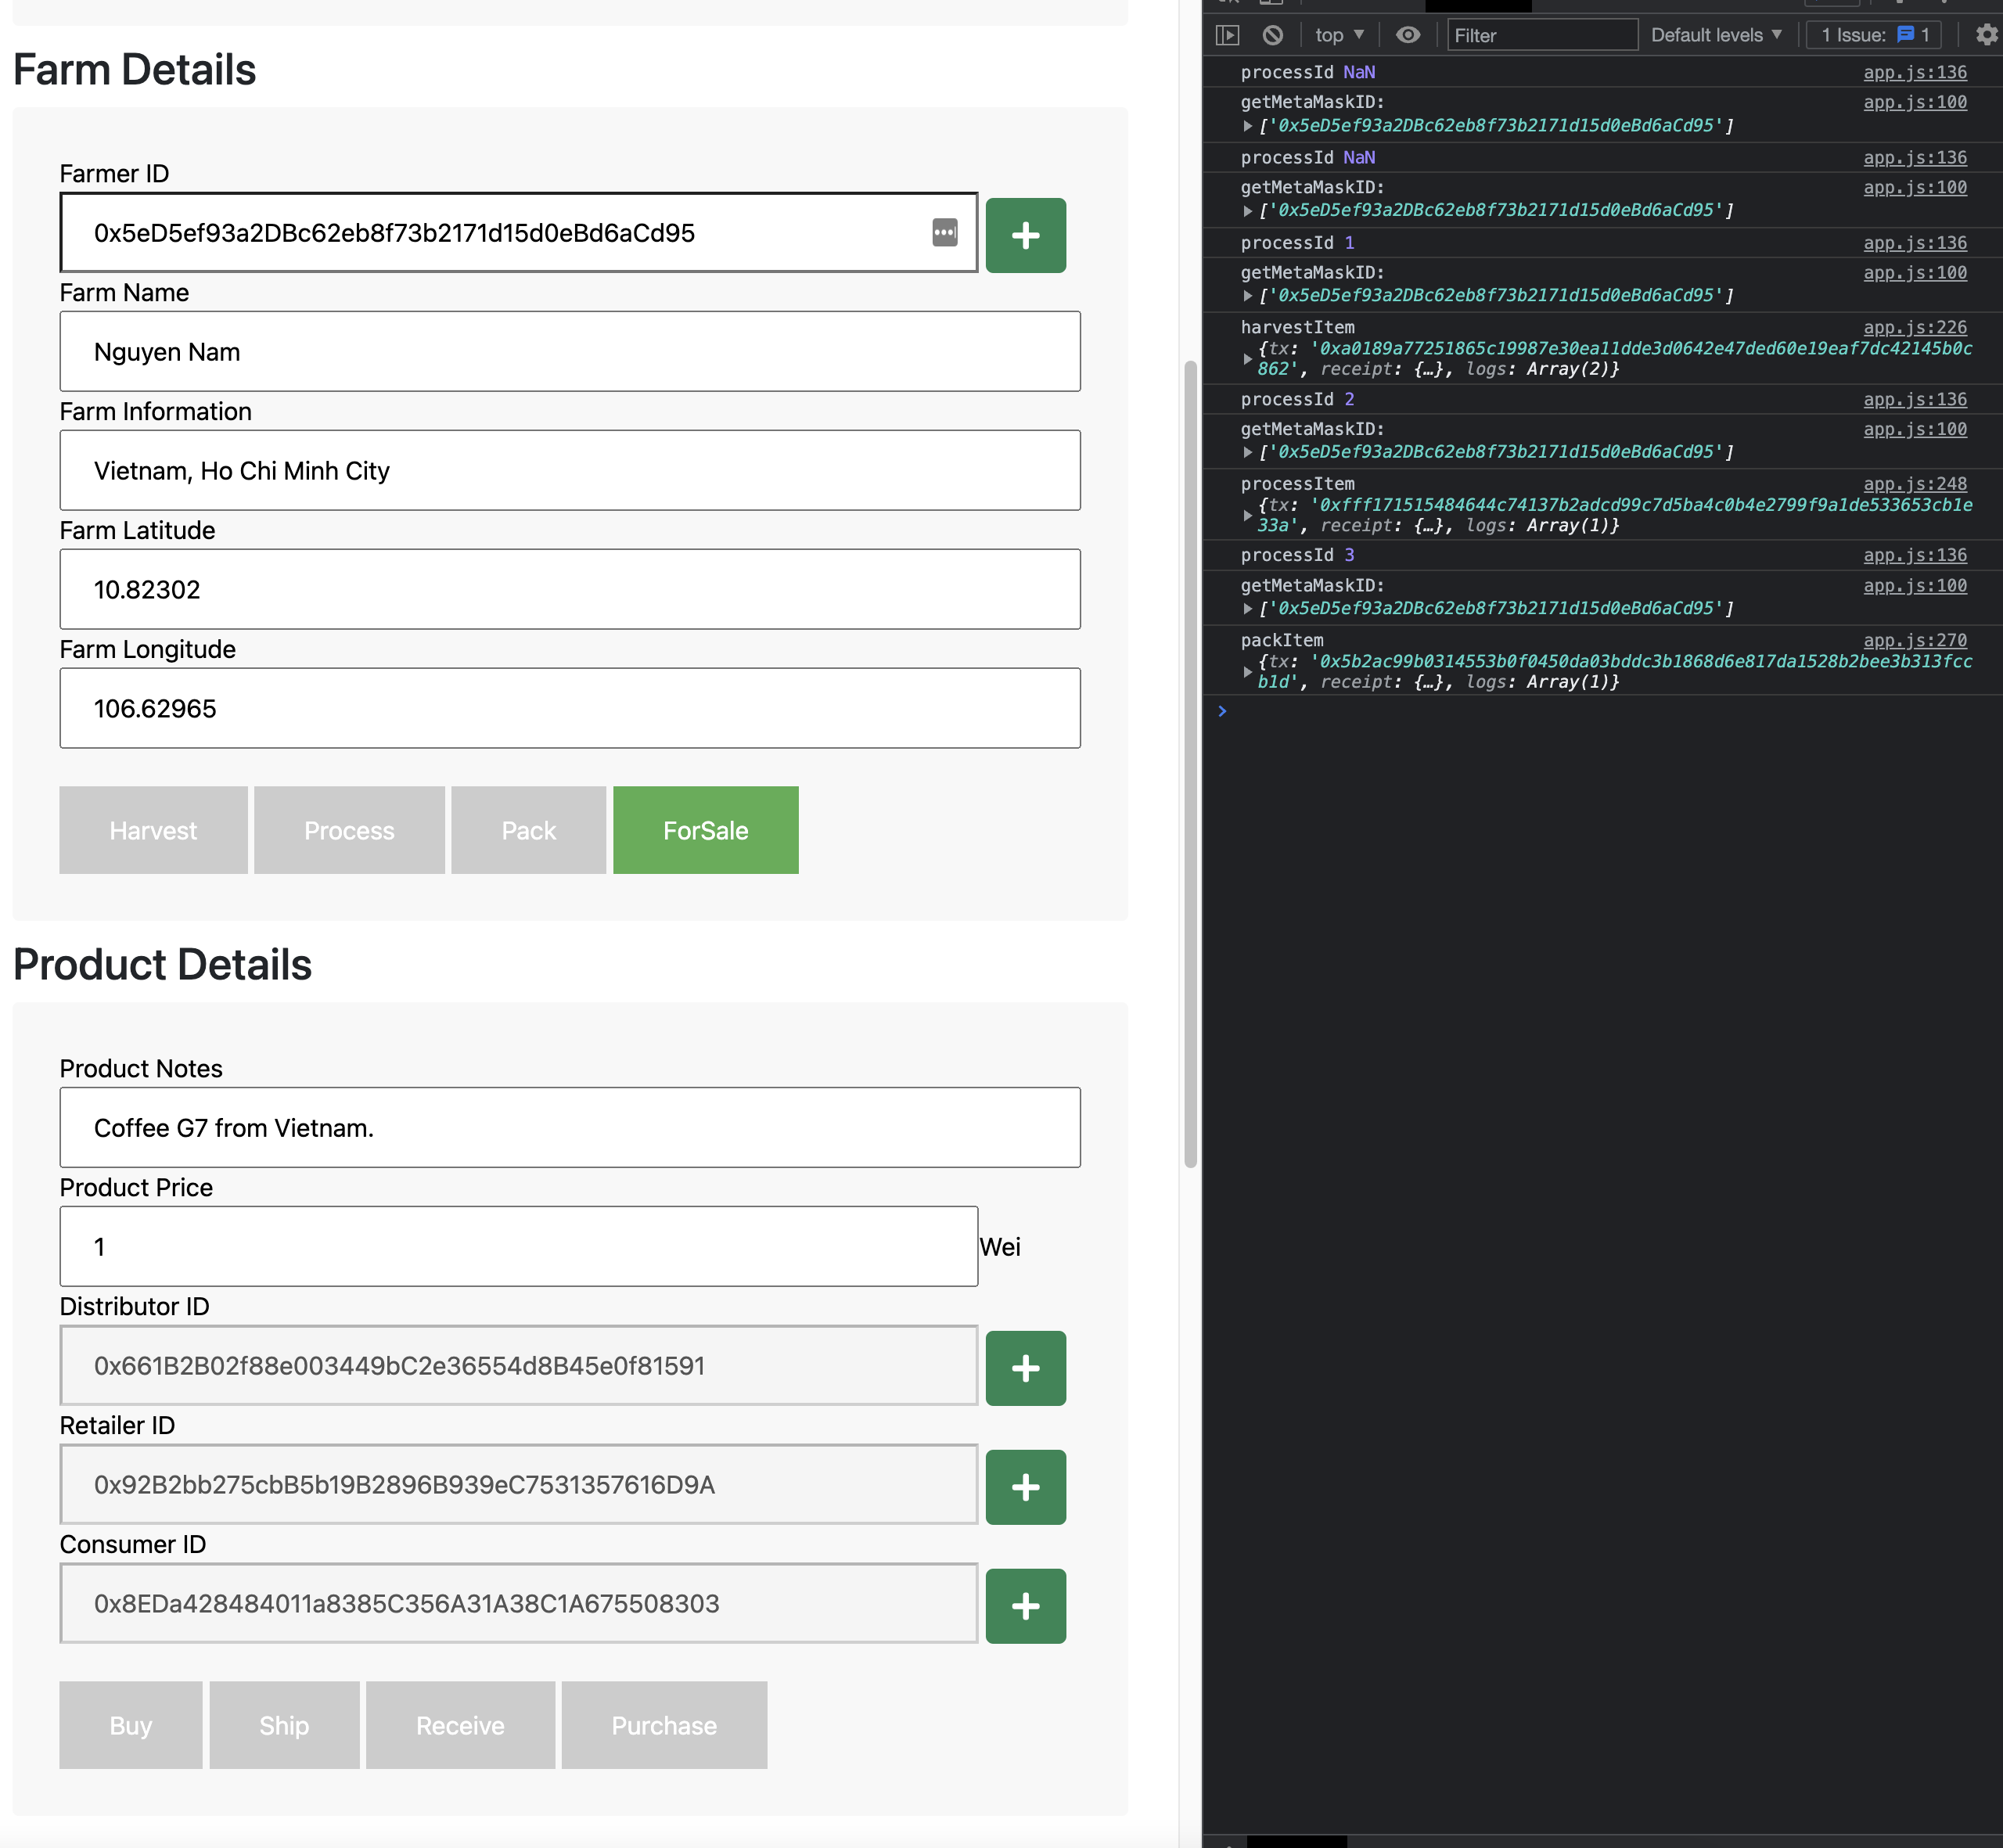 Farm Details
Farmer ID
0x5eD5ef93a2DBc62eb8f73b2171d15d0eBd6aCd95
Farm Name
Nguyen Nam
Farm Information
Vietnam, Ho Chi Minh City
Farm Latitude
10.82302
Farm Longitude
106.62965
Harvest Process Pack ForSale
Product Details
Product Notes
Coffee G7 from Vietnam.
Product Price
1 Wei
Distributor ID
0x661B2B02f88e003449bC2e36554d8B45e0f81591
Retailer ID
0x92B2bb275cbB5b19B2896B939eC7531357616D9A
Consumer ID
0x8EDa428484011a8385C356A31A38C1A675508303
Buy Ship Receive Purchase
top Filter Default levels 1 Issue: 1
processId NaN app.js:136
getMetaMaskID: app.js:100
['0x5eD5ef93a2DBc62eb8f73b2171d15d0eBd6aCd95']
processId NaN app.js:136
getMetaMaskID: app.js:100
['0x5eD5ef93a2DBc62eb8f73b2171d15d0eBd6aCd95']
processId 1 app.js:136
getMetaMaskID: app.js:100
['0x5eD5ef93a2DBc62eb8f73b2171d15d0eBd6aCd95']
harvestItem app.js:226
{tx: '0xa0189a77251865c19987e30ea11dde3d0642e47ded60e19eaf7dc42145b0c
862', receipt: {…}, logs: Array(2)}
processId 2 app.js:136
getMetaMaskID: app.js:100
['0x5eD5ef93a2DBc62eb8f73b2171d15d0eBd6aCd95']
processItem app.js:248
{tx: '0xfff171515484644c74137b2adcd99c7d5ba4c0b4e2799f9a1de533653cb1e
33a', receipt: {…}, logs: Array(1)}
processId 3 app.js:136
getMetaMaskID: app.js:100
['0x5eD5ef93a2DBc62eb8f73b2171d15d0eBd6aCd95']
packItem app.js:270
{tx: '0x5b2ac99b0314553b0f0450da03bddc3b1868d6e817da1528b2bee3b313fcc
b1d', receipt: {…}, logs: Array(1)}